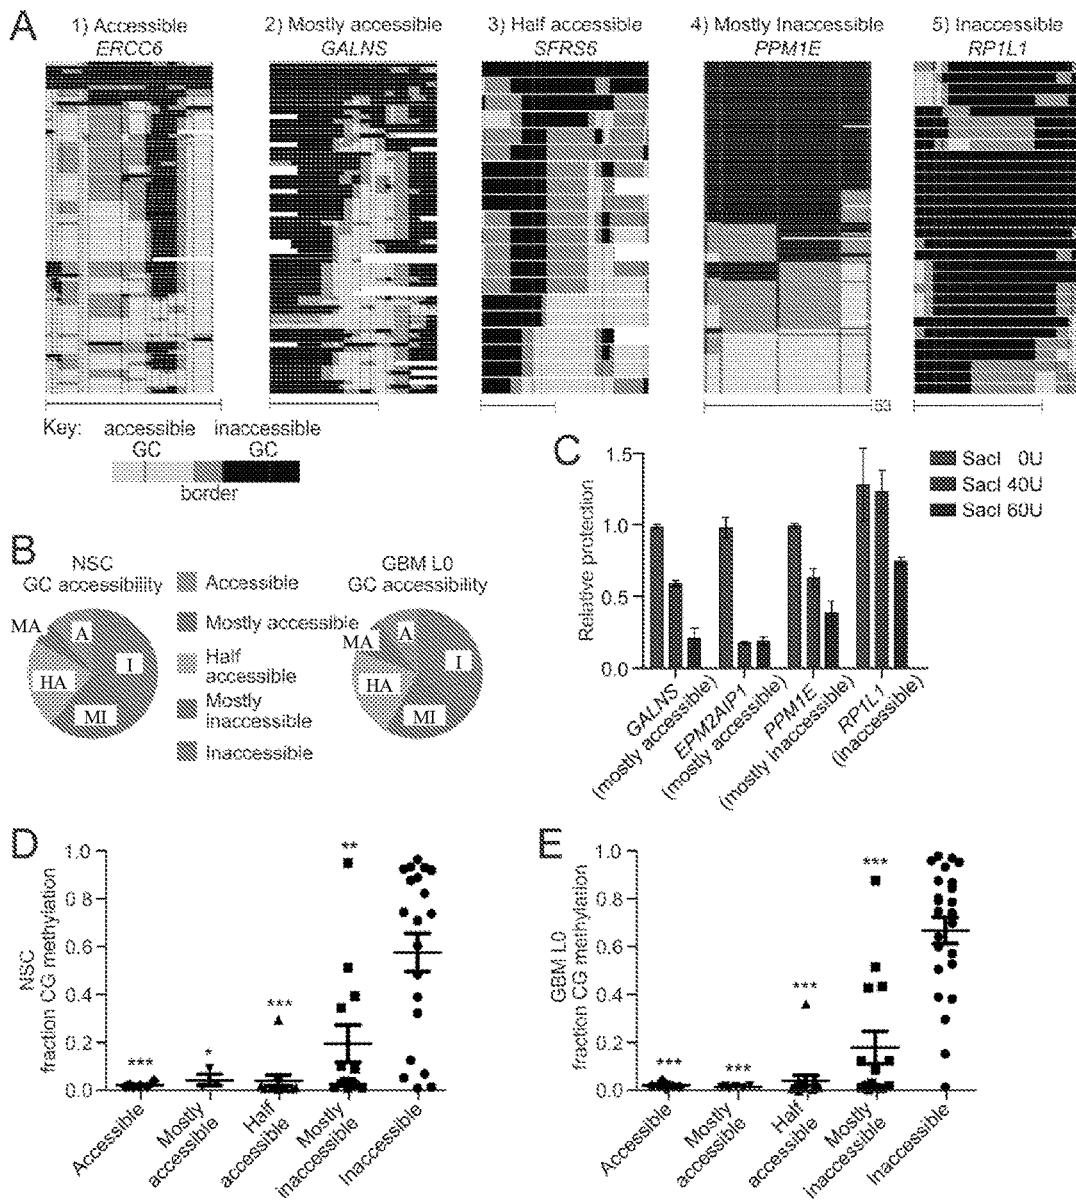 A
1) Accessible
ERCC6
2) Mostly accessible
GALNS
3) Half accessible
SFRS6
4) Mostly Inaccessible
PPM1E
5) Inaccessible
RP1L1
53
Key: accessible inaccessible
GC GC
border
B
NSC
GC accessibility
MA
A
I
HA
MI
Accessible
Mostly accessible
Half
accessible
Mostly
inaccessible
Inaccessible
GBM L0
GC accessibility
MA
A
I
HA
MI
C
Relative protection
1.5
1.0
0.5
0.0
GALNS
(mostly accessible)
EPM2AIP1
(mostly accessible)
PPM1E
(mostly inaccessible)
RP1L1
(inaccessible)
SacI 0U
SacI 40U
SacI 60U
D
NSC
fraction CG methylation
1.0
0.8
0.6
0.4
0.2
0.0
***
*
***
**
Accessible
Mostly
accessible
Half
accessible
Mostly
inaccessible
Inaccessible
E
GBM L0
fraction CG methylation
1.0
0.8
0.6
0.4
0.2
0.0
***
***
***
***
Accessible
Mostly
accessible
Half
accessible
Mostly
inaccessible
Inaccessible